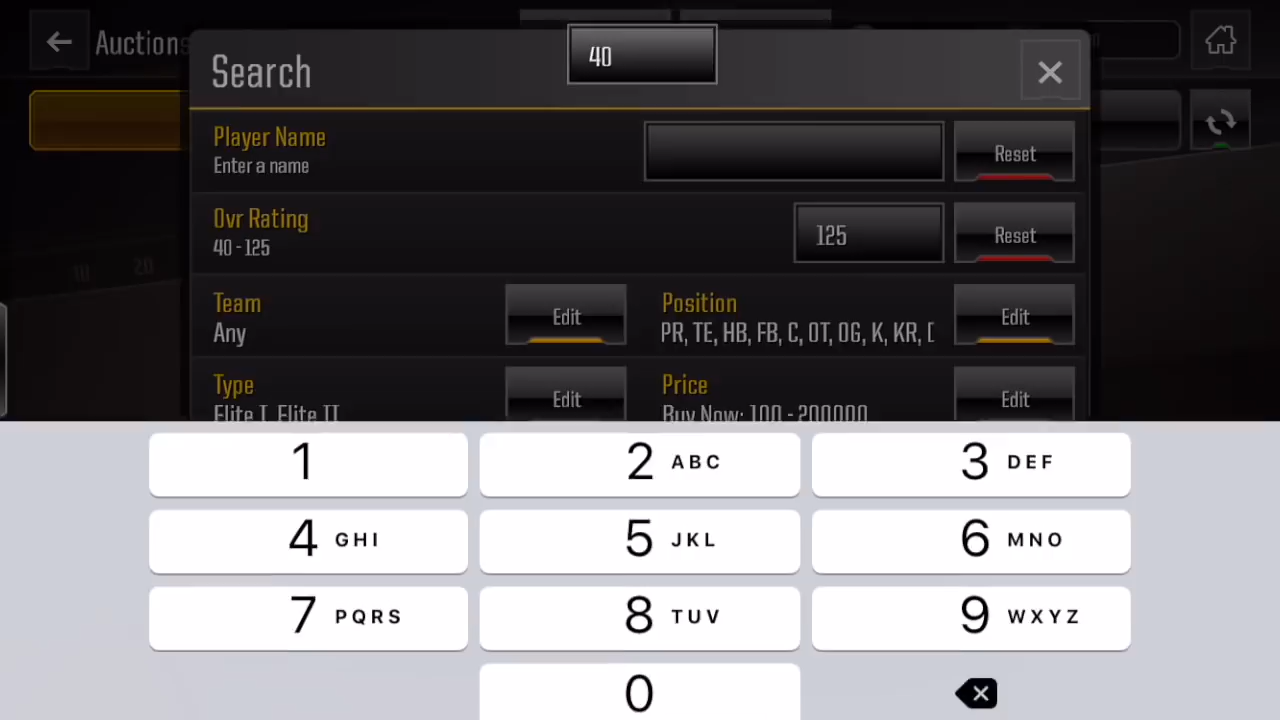 Auctions
Search
40
Player Name
Enter a name
Reset
Ovr Rating
40 - 125
125
Reset
Team
Any
Edit
Position
PR, TE, HB, FB, C, OT, OG, K, KR,
Edit
Type
Elite I, Elite II
Edit
Price
Buy Now: 100 - 200000
Edit
20
1
2 ABC
3 DEF
4 GHI
5 JKL
6 MNO
7 PQRS
8 TUV
9 WXYZ
0